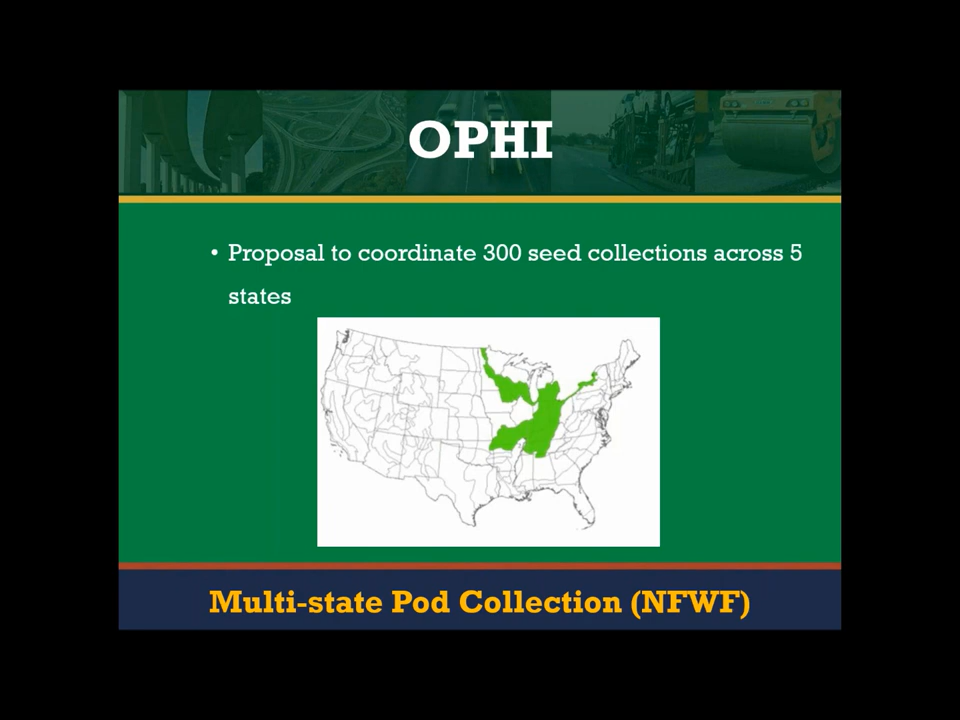 OPHI
• Proposal to coordinate 300 seed collections across 5
states
Multi-state Pod Collection (NFWF)